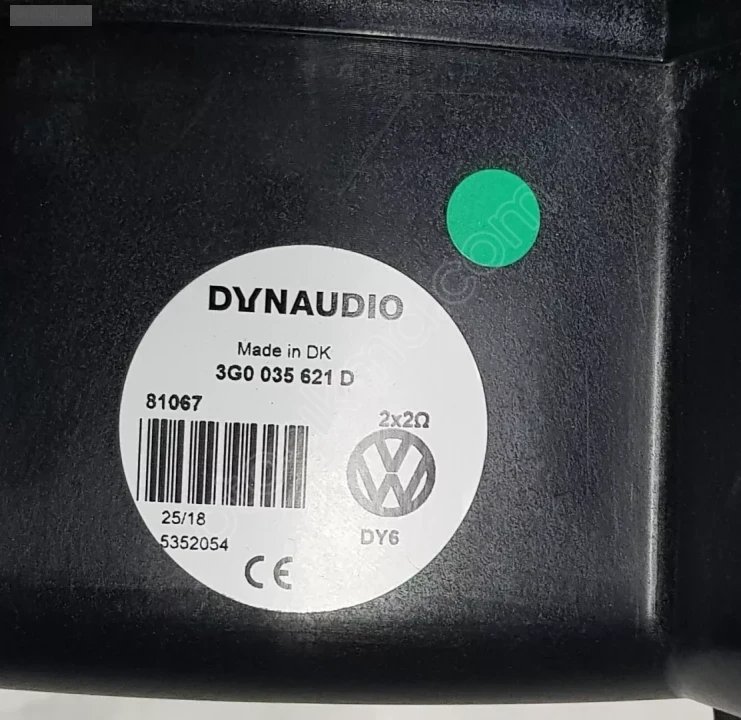 DYNAUDIO
Made in DK
3G0 035 621 D
81067
2x2Ω
25/18
5352054
DY6
CE